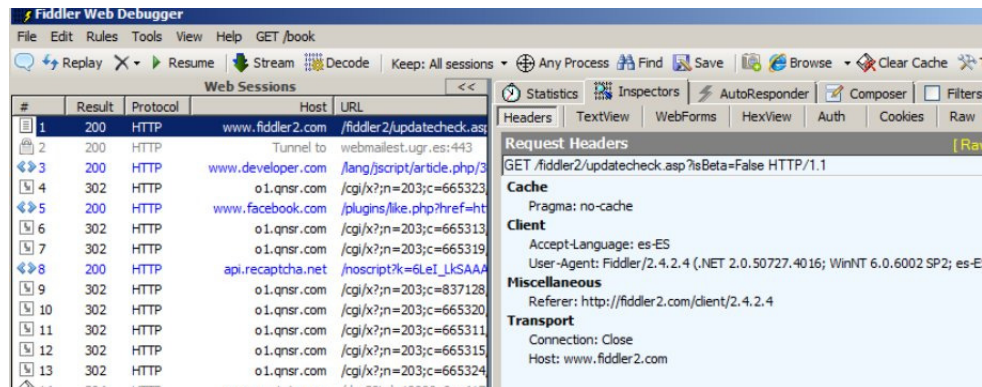 Fiddler Web Debugger
File Edit Rules Tools View Help GET /book
Replay Resume Stream Decode Keep: All sessions Any Process Find Save Browse Clear Cache
Web Sessions <<
# Result Protocol Host URL
1 200 HTTP www.fiddler2.com /fiddler2/updatecheck.asp
2 200 HTTP Tunnel to webmailest.ugr.es:443
3 200 HTTP www.developer.com /lang/jscript/article.php/3
4 302 HTTP o1.qnsr.com /cgi/x?;n=203;c=665323
5 200 HTTP www.facebook.com /plugins/like.php?href=ht
6 302 HTTP o1.qnsr.com /cgi/x?;n=203;c=665313
7 302 HTTP o1.qnsr.com /cgi/x?;n=203;c=665319
8 200 HTTP api.recaptcha.net /noscript?k=6LeI_LkSAAA
9 302 HTTP o1.qnsr.com /cgi/x?;n=203;c=837128
10 302 HTTP o1.qnsr.com /cgi/x?;n=203;c=665320
11 302 HTTP o1.qnsr.com /cgi/x?;n=203;c=665311
12 302 HTTP o1.qnsr.com /cgi/x?;n=203;c=665315
13 302 HTTP o1.qnsr.com /cgi/x?;n=203;c=665324
Statistics Inspectors AutoResponder Composer Filters
Headers TextView WebForms HexView Auth Cookies Raw
Request Headers [ Ra
GET /fiddler2/updatecheck.asp?isBeta=False HTTP/1.1
Cache
Pragma: no-cache
Client
Accept-Language: es-ES
User-Agent: Fiddler/2.4.2.4 (.NET 2.0.50727.4016; WinNT 6.0.6002 SP2; es-E
Miscellaneous
Referer: http://fiddler2.com/client/2.4.2.4
Transport
Connection: Close
Host: www.fiddler2.com